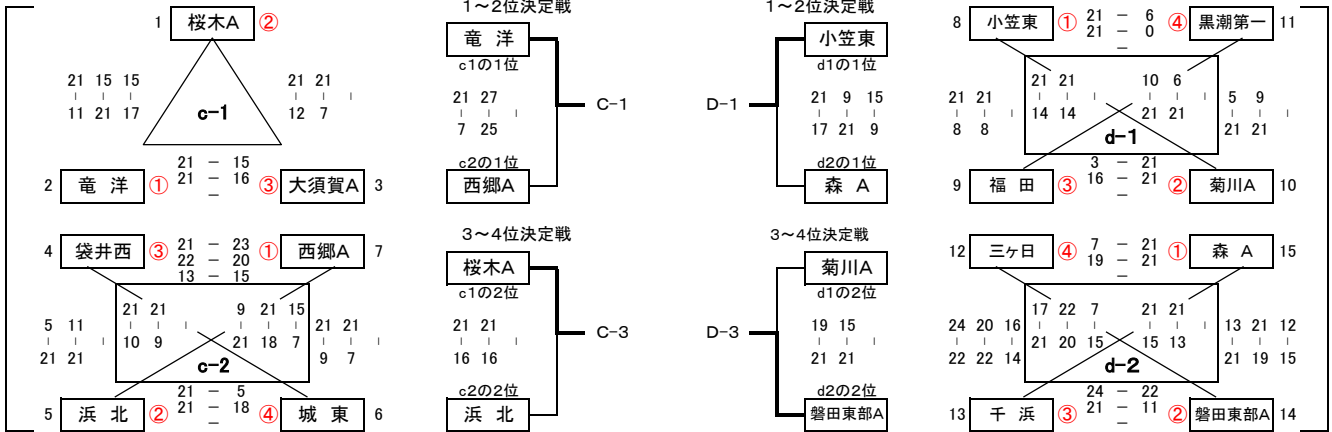 1～2位決定戦
1～2位決定戦
1 桜木A ②
竜 洋
c1の1位
小笠東
d1の1位
8 小笠東 ① 21 － 6 ④ 黒潮第一 11
21 － 0
－
21 15 15
11 21 17
21 21
12 7
c-1
21 27
7 25
C-1
D-1
21 9 15
17 21 9
21 21
8 8
21 21
14 14
10 6
21 21
5 9
21 21
d-1
2 竜 洋 ① 21 － 15 ③ 大須賀A 3
21 － 16
－
c2の1位
西郷A
d2の1位
森 A
9 福 田 ③ 3 － 21 ② 菊川A 10
16 － 21
－
4 袋井西 ③ 21 － 23 ① 西郷A 7
22 － 20
13 － 15
3～4位決定戦
桜木A
c1の2位
3～4位決定戦
菊川A
d1の2位
12 三ヶ日 ④ 7 － 21 ① 森 A 15
19 － 21
－
5 11
21 21
21 21
10 9
9 21 15
21 18 7
21 21
9 7
c-2
21 21
16 16
C-3
D-3
19 15
21 21
24 20 16
22 22 14
17 22 7
21 20 15
21 21
15 13
13 21 12
21 19 15
d-2
5 浜 北 ② 21 － 5 ④ 城 東 6
21 － 18
－
c2の2位
浜 北
d2の2位
磐田東部A
13 千 浜 ③ 24 － 22 ② 磐田東部A 14
21 － 11
－